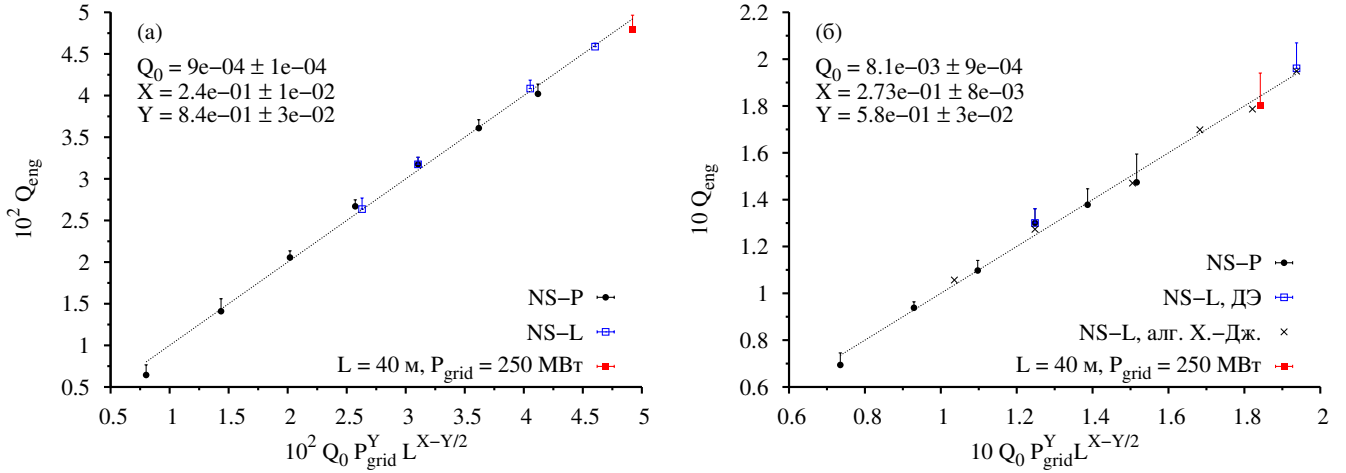 (а)
Q0 = 9e−04 ± 1e−04
X = 2.4e−01 ± 1e−02
Y = 8.4e−01 ± 3e−02
10^2 Q_eng
5
4.5
4
3.5
3
2.5
2
1.5
1
0.5
NS−P
NS−L
L = 40 м, P_grid = 250 МВт
0.5 1 1.5 2 2.5 3 3.5 4 4.5 5
10^2 Q_0 P_grid^Y L^X−Y/2
(б)
Q0 = 8.1e−03 ± 9e−04
X = 2.73e−01 ± 8e−03
Y = 5.8e−01 ± 3e−02
10 Q_eng
2.2
2
1.8
1.6
1.4
1.2
1
0.8
0.6
NS−P
NS−L, ДЭ
NS−L, алг. Х.−Дж.
L = 40 м, P_grid = 250 МВт
0.6 0.8 1 1.2 1.4 1.6 1.8 2
10 Q_0 P_grid^Y L^X−Y/2